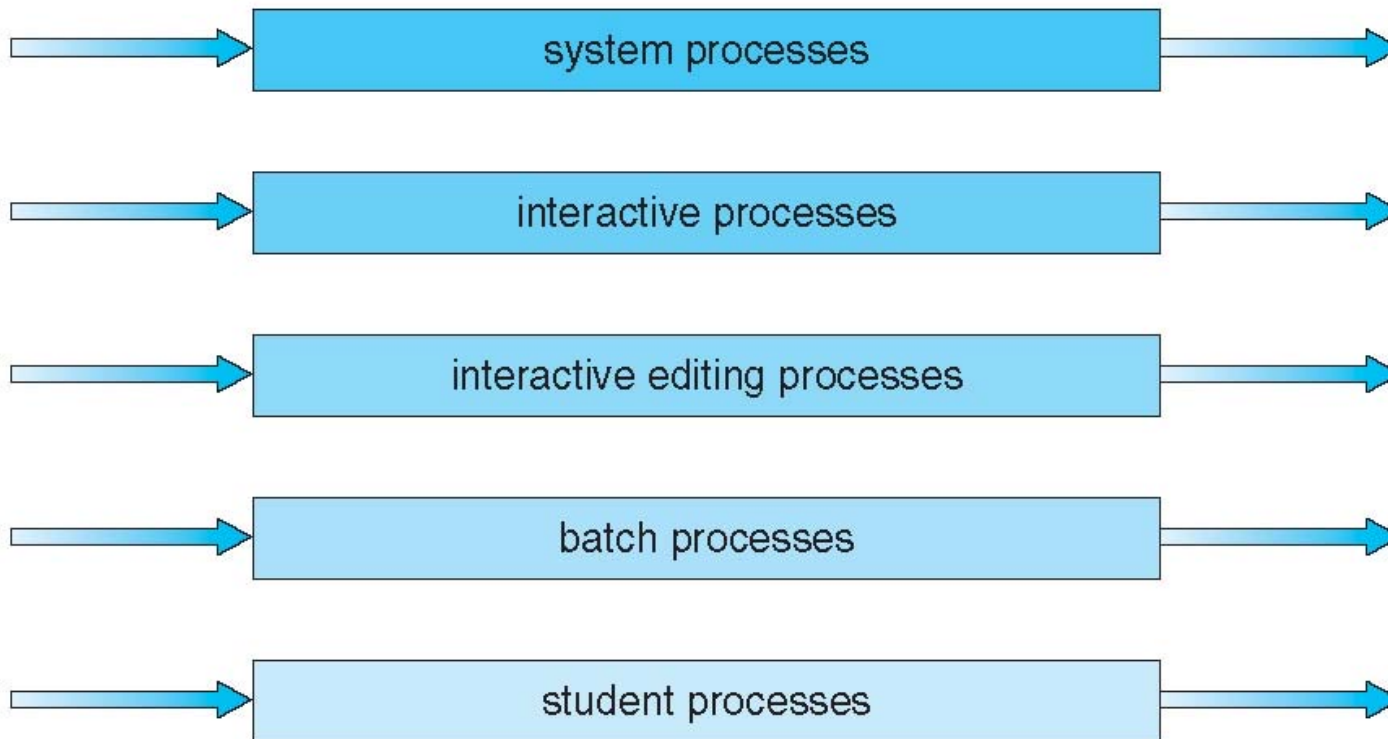 system processes
interactive processes
interactive editing processes
batch processes
student processes